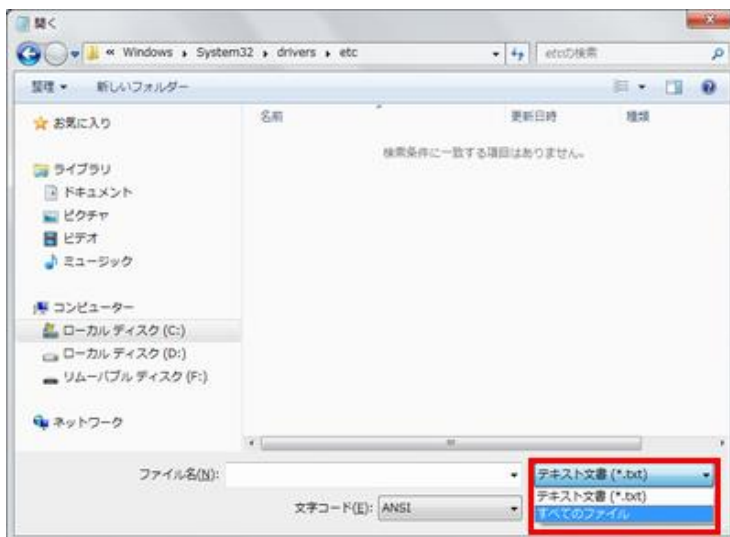 開く
« Windows ▸ System32 ▸ drivers ▸ etc
etcの検索
整理 ▼ 新しいフォルダー
お気に入り
ライブラリ
ドキュメント
ピクチャ
ビデオ
ミュージック
コンピューター
ローカル ディスク (C:)
ローカル ディスク (D:)
リムーバブル ディスク (F:)
ネットワーク
名前 更新日時 種類
検索条件に一致する項目はありません。
ファイル名(N):
テキスト文書 (*.txt)
テキスト文書 (*.txt)
すべてのファイル
文字コード(E): ANSI